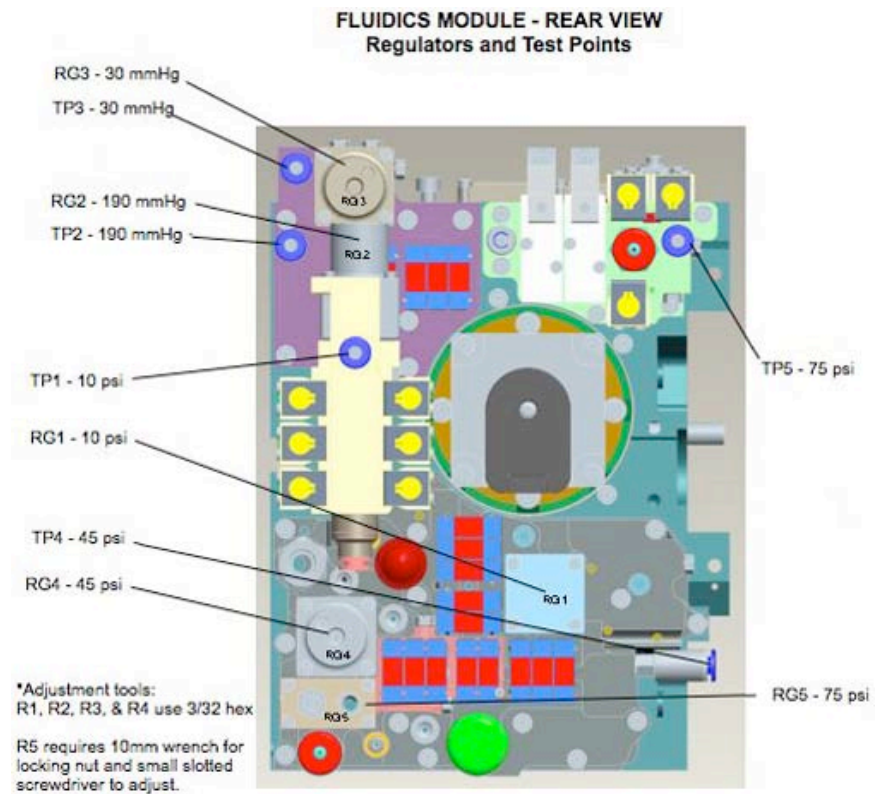 FLUIDICS MODULE - REAR VIEW
Regulators and Test Points
RG3 - 30 mmHg
TP3 - 30 mmHg
RG2 - 190 mmHg
TP2 - 190 mmHg
TP1 - 10 psi
RG1 - 10 psi
TP4 - 45 psi
RG4 - 45 psi
*Adjustment tools:
R1, R2, R3, & R4 use 3/32 hex
R5 requires 10mm wrench for
locking nut and small slotted
screwdriver to adjust.
RG3
RG2
RG1
RG4
RG5
TP5 - 75 psi
RG5 - 75 psi